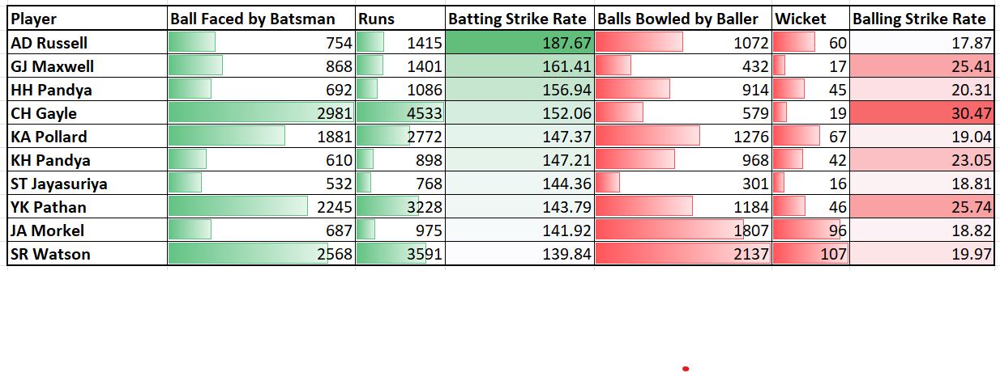 Player Ball Faced by Batsman Runs Batting Strike Rate Balls Bowled by Baller Wicket Balling Strike Rate
AD Russell 754 1415 187.67 1072 60 17.87
GJ Maxwell 868 1401 161.41 432 17 25.41
HH Pandya 692 1086 156.94 914 45 20.31
CH Gayle 2981 4533 152.06 579 19 30.47
KA Pollard 1881 2772 147.37 1276 67 19.04
KH Pandya 610 898 147.21 968 42 23.05
ST Jayasuriya 532 768 144.36 301 16 18.81
YK Pathan 2245 3228 143.79 1184 46 25.74
JA Morkel 687 975 141.92 1807 96 18.82
SR Watson 2568 3591 139.84 2137 107 19.97